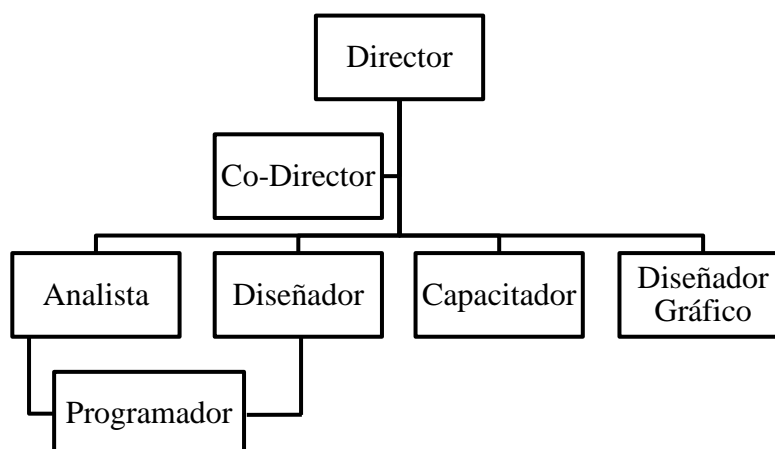 Director
Co-Director
Analista
Diseñador
Capacitador
Diseñador
Gráfico
Programador